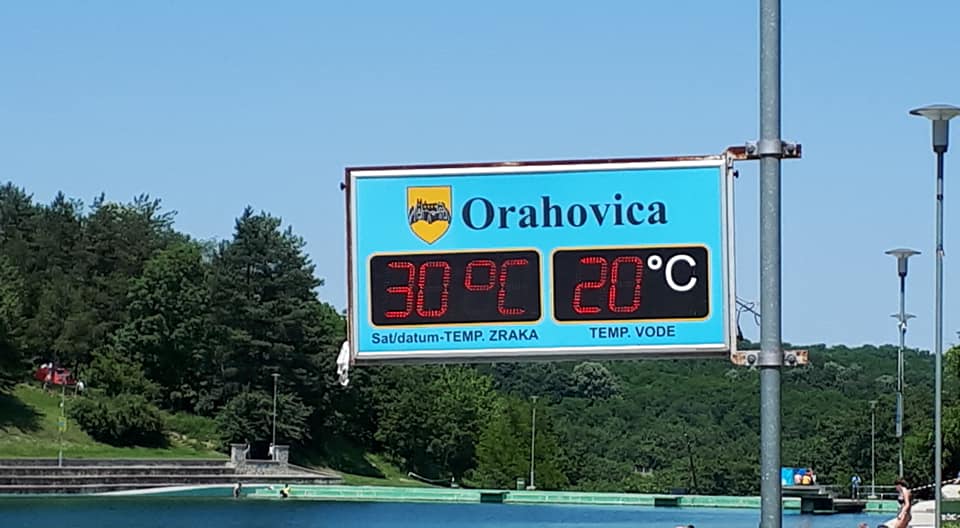 Orahovica
30 °C 20 °C
Sat/datum-TEMP. ZRAKA TEMP. VODE